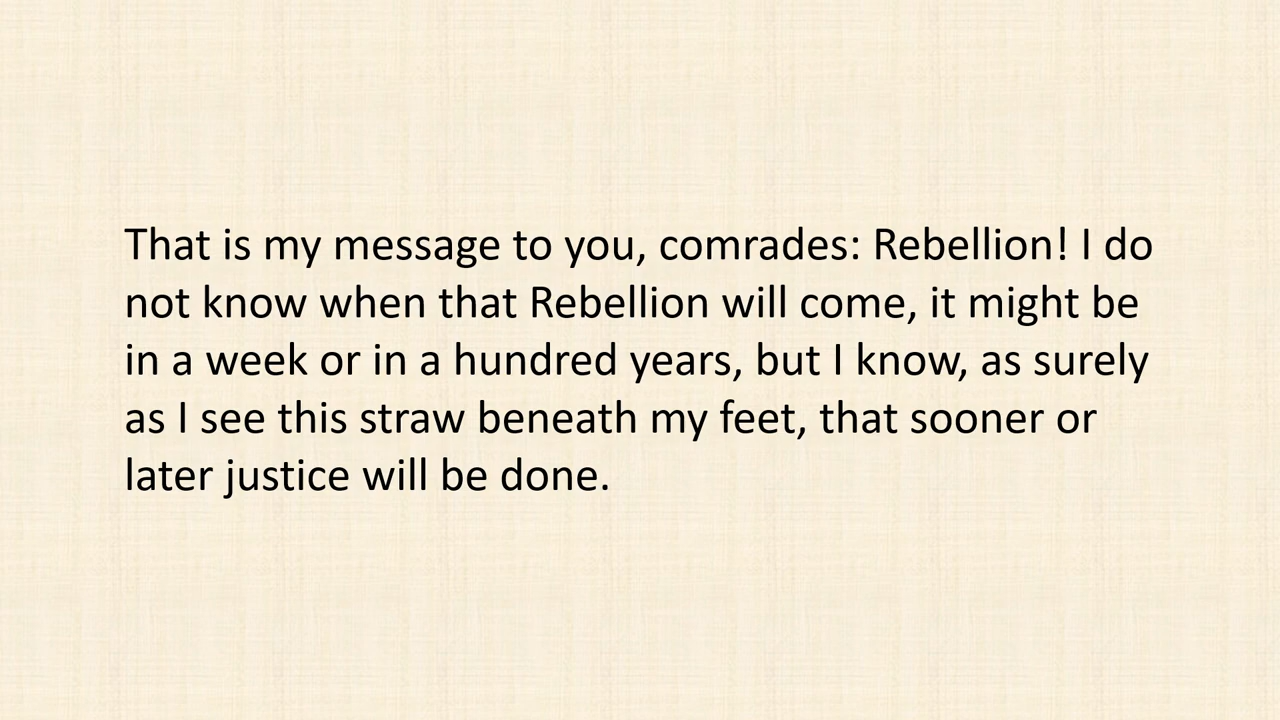 That is my message to you, comrades: Rebellion! I do
not know when that Rebellion will come, it might be
in a week or in a hundred years, but I know, as surely
as I see this straw beneath my feet, that sooner or
later justice will be done.